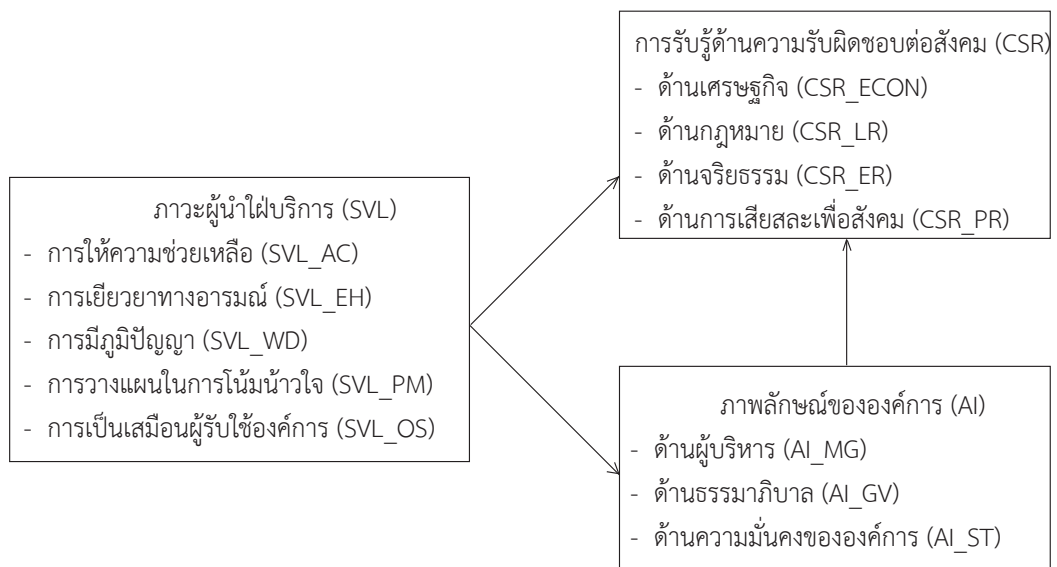 การรับรู้ด้านความรับผิดชอบต่อสังคม (CSR)
- ด้านเศรษฐกิจ (CSR_ECON)
- ด้านกฎหมาย (CSR_LR)
- ด้านจริยธรรม (CSR_ER)
- ด้านการเสียสละเพื่อสังคม (CSR_PR)
ภาวะผู้นำใฝ่บริการ (SVL)
- การให้ความช่วยเหลือ (SVL_AC)
- การเยียวยาทางอารมณ์ (SVL_EH)
- การมีภูมิปัญญา (SVL_WD)
- การวางแผนในการโน้มน้าวใจ (SVL_PM)
- การเป็นเสมือนผู้รับใช้องค์การ (SVL_OS)
ภาพลักษณ์ขององค์การ (AI)
- ด้านผู้บริหาร (AI_MG)
- ด้านธรรมาภิบาล (AI_GV)
- ด้านความมั่นคงขององค์การ (AI_ST)